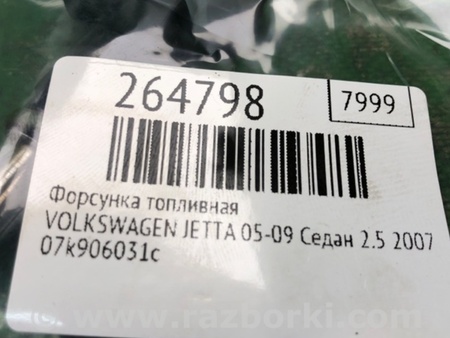 264798
7999
Форсунка топливная
VOLKSWAGEN JETTA 05-09 Седан 2.5 2007
07k906031c
www.razborki.com